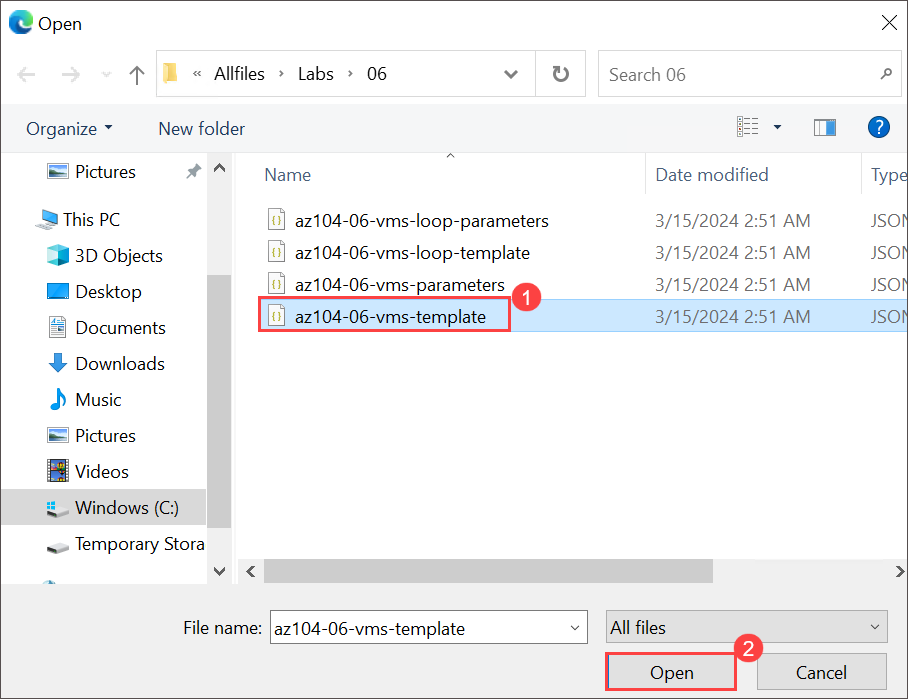 Open
« Allfiles › Labs › 06
Search 06
Organize New folder ?
Name Date modified Type
Pictures
This PC
3D Objects
Desktop
Documents
Downloads
Music
Pictures
Videos
Windows (C:)
Temporary Stora
az104-06-vms-loop-parameters 3/15/2024 2:51 AM JSON
az104-06-vms-loop-template 3/15/2024 2:51 AM JSON
az104-06-vms-parameters 3/15/2024 2:51 AM JSON
1
az104-06-vms-template 3/15/2024 2:51 AM JSON
File name: az104-06-vms-template All files
2
Open Cancel